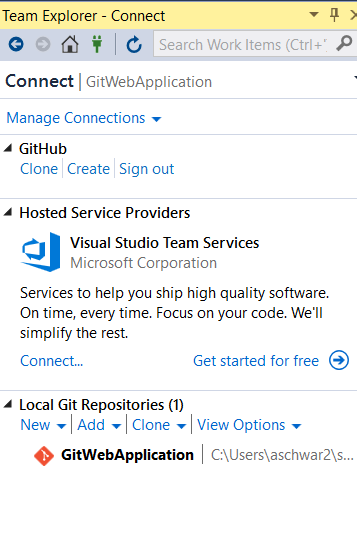 Team Explorer - Connect
Search Work Items (Ctrl+'
Connect | GitWebApplication
Manage Connections
GitHub
Clone | Create | Sign out
Hosted Service Providers
Visual Studio Team Services
Microsoft Corporation
Services to help you ship high quality software.
On time, every time. Focus on your code. We'll
simplify the rest.
Connect... Get started for free
Local Git Repositories (1)
New | Add | Clone | View Options
GitWebApplication | C:\Users\aschwar2\s...